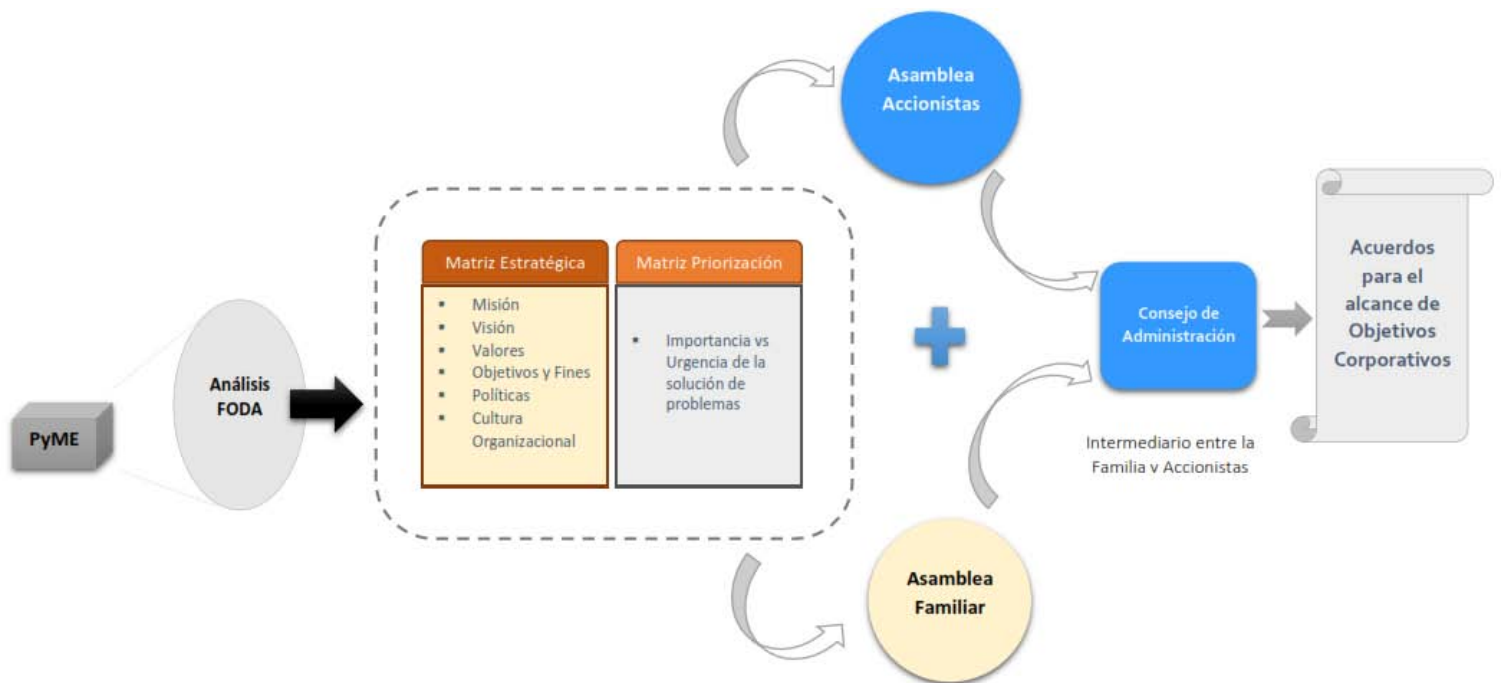 PyME
Análisis
FODA
Matriz Estratégica
▪ Misión
▪ Visión
▪ Valores
▪ Objetivos y Fines
▪ Políticas
▪ Cultura
Organizacional
Matriz Priorización
▪ Importancia vs
Urgencia de la
solución de
problemas
Asamblea
Accionistas
Asamblea
Familiar
Consejo de
Administración
Intermediario entre la
Familia y Accionistas
Acuerdos
para el
alcance de
Objetivos
Corporativos